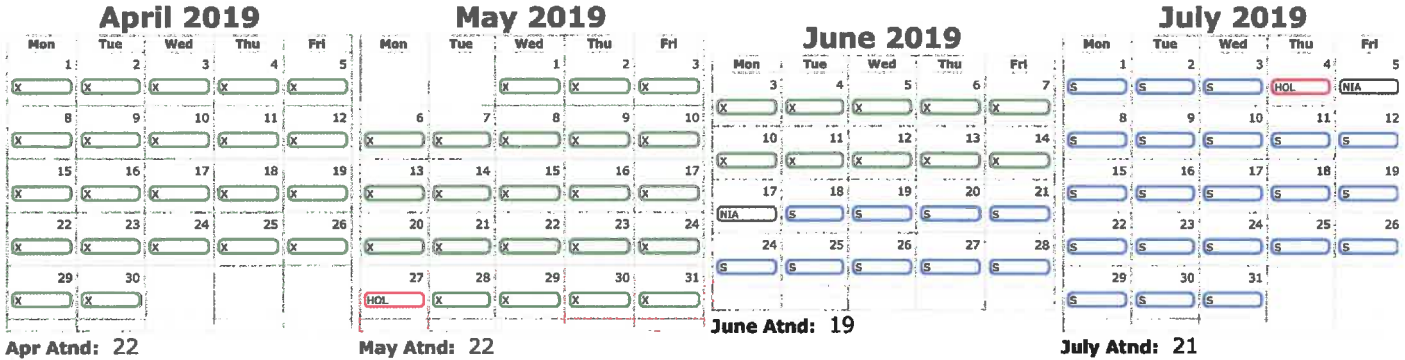 April 2019
Mon Tue Wed Thu Fri
1 2 3 4 5
X X X X X
8 9 10 11 12
X X X X X
15 16 17 18 19
X X X X X
22 23 24 25 26
X X X X X
29 30
X X
Apr Atnd: 22
May 2019
Mon Tue Wed Thu Fri
1 2 3
X X X
6 7 8 9 10
X X X X X
13 14 15 16 17
X X X X X
20 21 22 23 24
X X X X X
27 28 29 30 31
HOL X X X X
May Atnd: 22
June 2019
Mon Tue Wed Thu Fri
3 4 5 6 7
X X X X X
10 11 12 13 14
X X X X X
17 18 19 20 21
NIA S S S S
24 25 26 27 28
S S S S S
June Atnd: 19
July 2019
Mon Tue Wed Thu Fri
1 2 3 4 5
S S S HOL NIA
8 9 10 11 12
S S S S S
15 16 17 18 19
S S S S S
22 23 24 25 26
S S S S S
29 30 31
S S S
July Atnd: 21